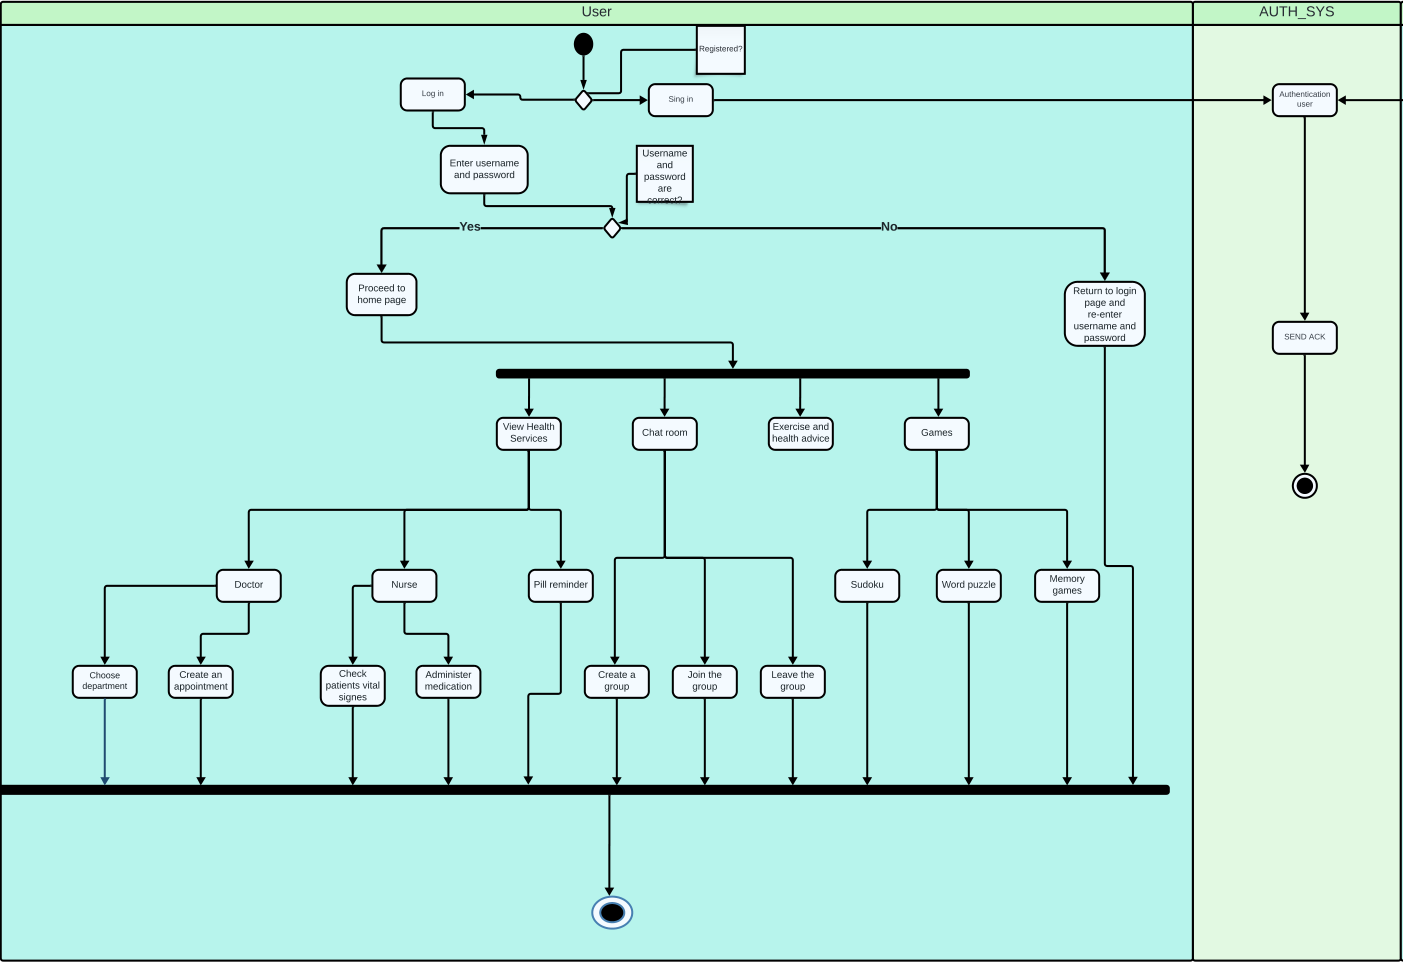 User
AUTH_SYS
Registered?
Log in
Sing in
Authentication
user
Enter username
and password
Username
and
password
are
correct?
Yes
No
Proceed to
home page
Return to login
page and
re-enter
username and
password
SEND ACK
View Health
Services
Chat room
Exercise and
health advice
Games
Doctor
Nurse
Pill reminder
Sudoku
Word puzzle
Memory
games
Choose
department
Create an
appointment
Check
patients vital
signes
Administer
medication
Create a
group
Join the
group
Leave the
group